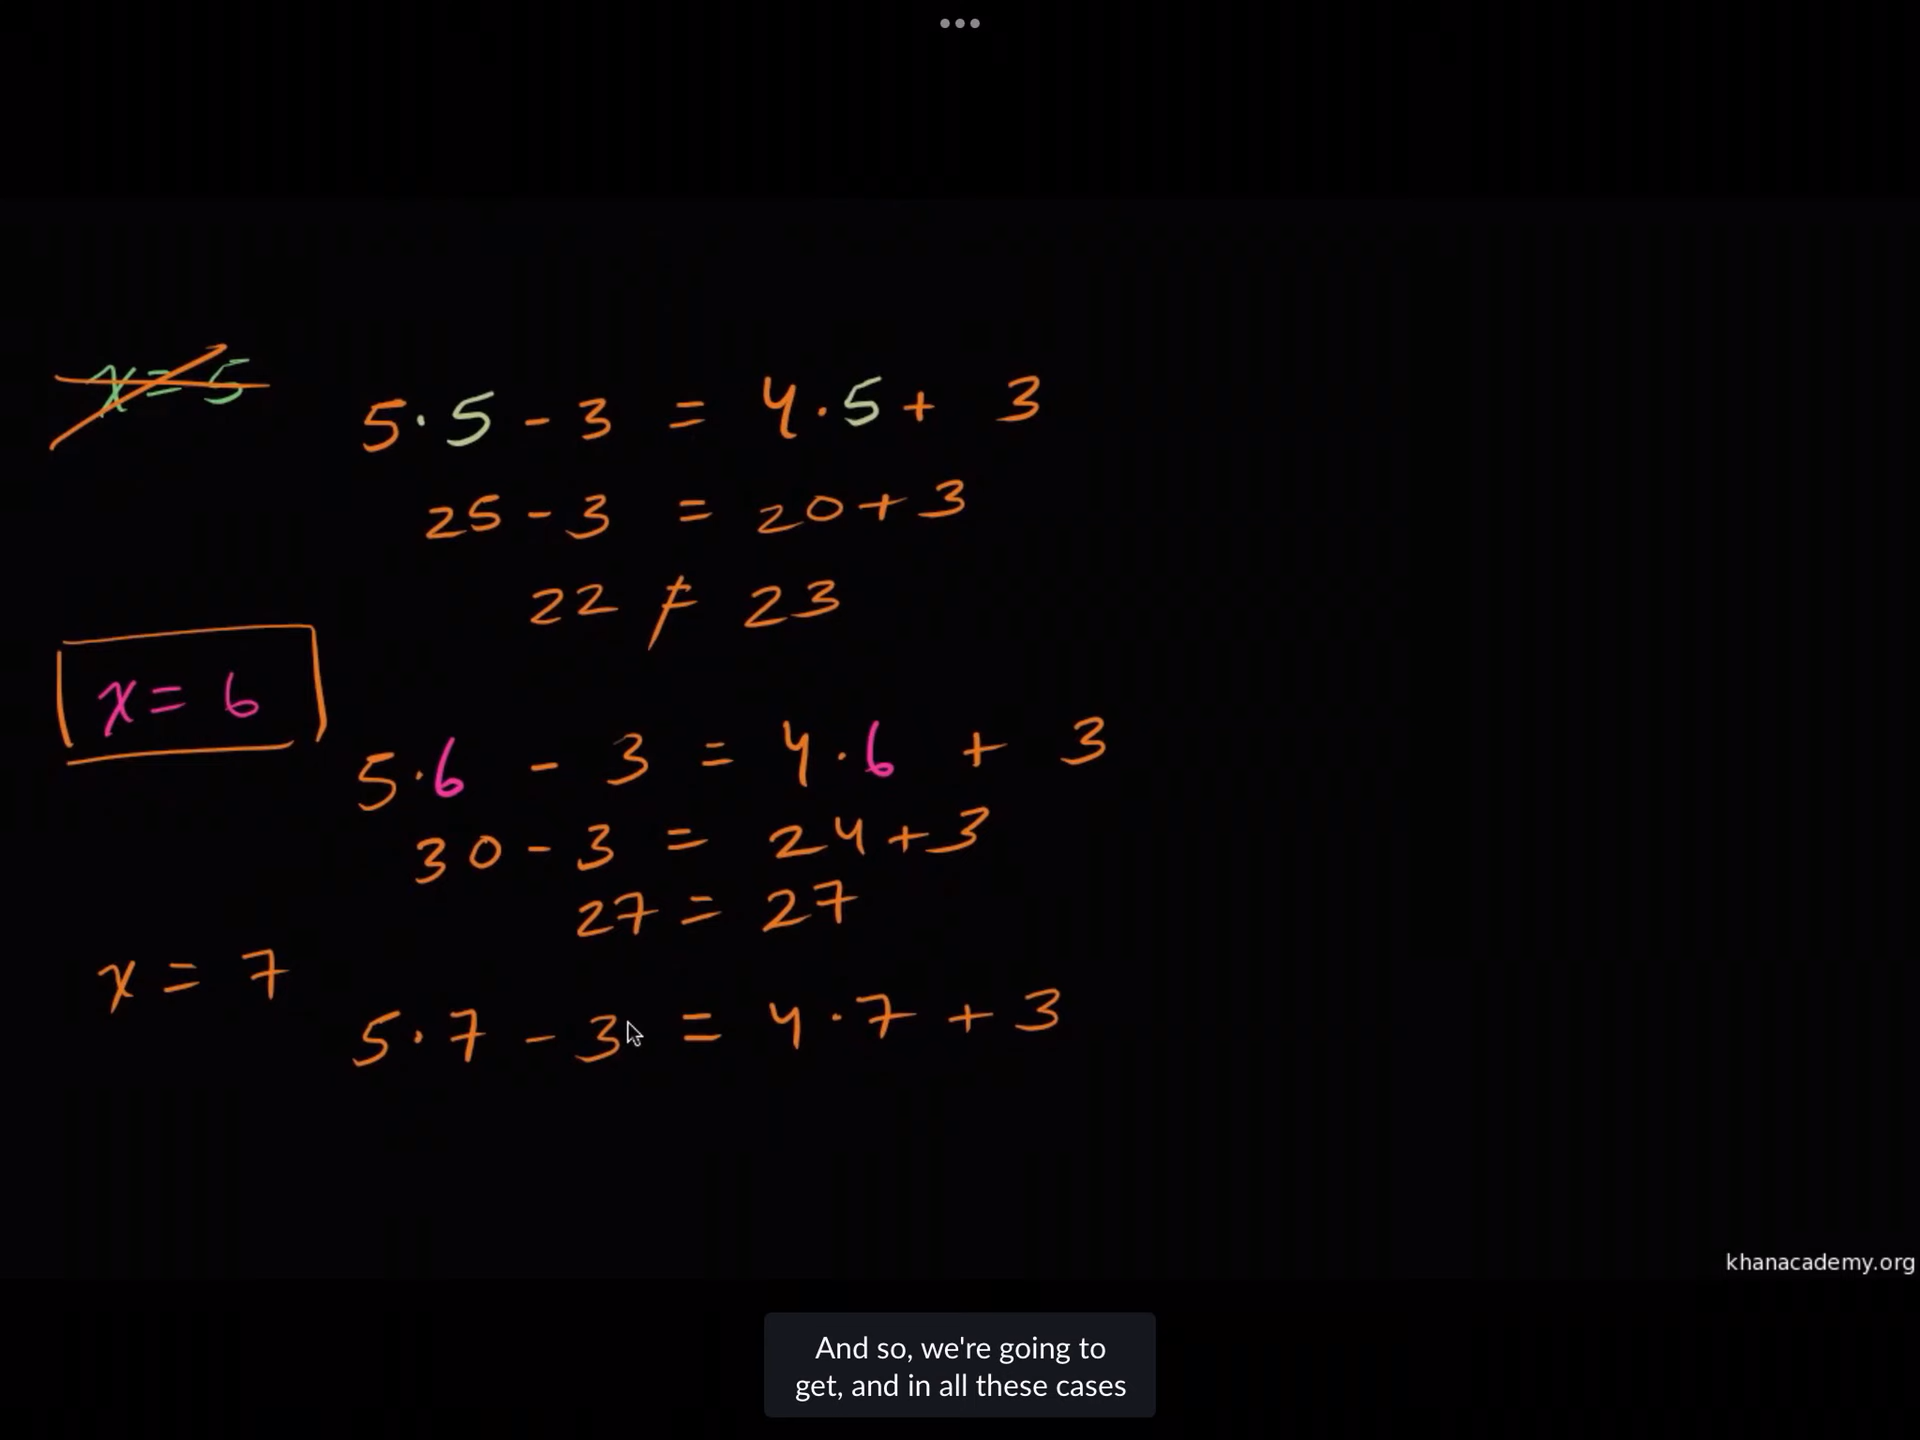 x = 5
5 · 5 - 3 = 4 · 5 + 3
25 - 3 = 20 + 3
22 ≠ 23
x = 6
5 · 6 - 3 = 4 · 6 + 3
30 - 3 = 24 + 3
27 = 27
x = 7
5 · 7 - 3 = 4 · 7 + 3
khanacademy.org
And so, we're going to
get, and in all these cases